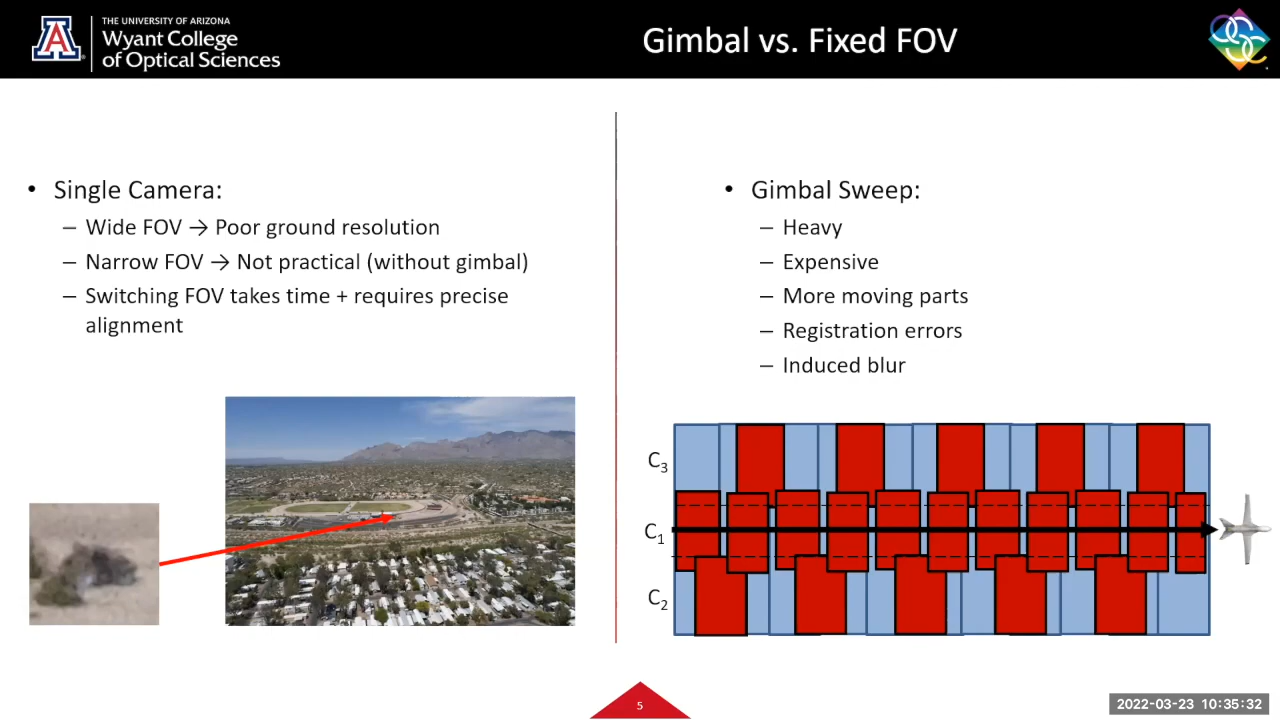 THE UNIVERSITY OF ARIZONA
Wyant College
of Optical Sciences
Gimbal vs. Fixed FOV
• Single Camera:
– Wide FOV → Poor ground resolution
– Narrow FOV → Not practical (without gimbal)
– Switching FOV takes time + requires precise
alignment
• Gimbal Sweep:
– Heavy
– Expensive
– More moving parts
– Registration errors
– Induced blur
C3
C1
C2
5
2022-03-23 10:35:32